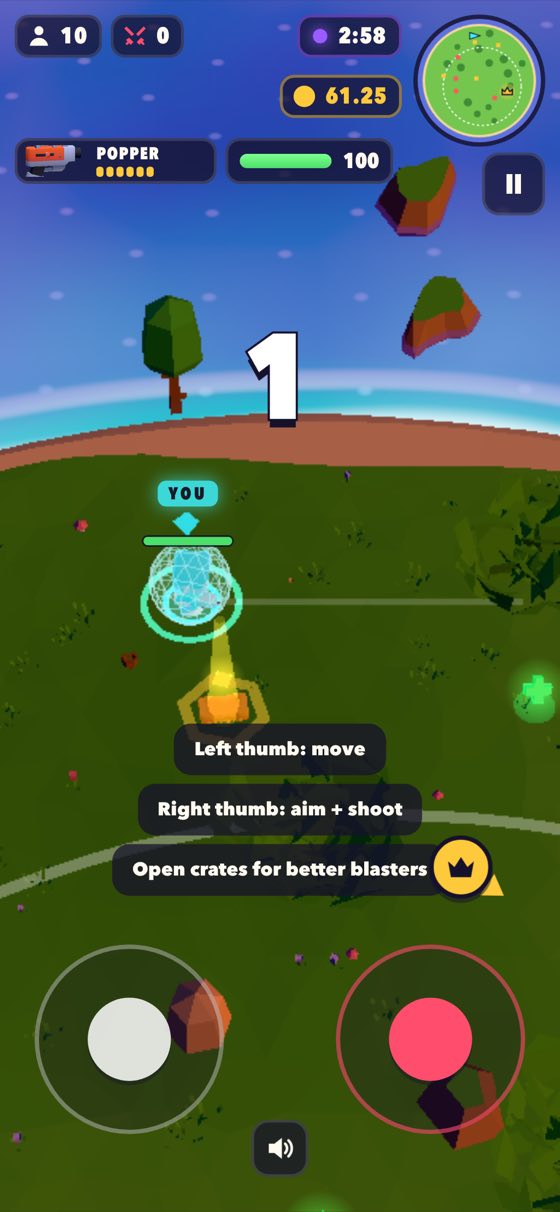 10
0
2:58
61.25
POPPER
100
1
YOU
Left thumb: move
Right thumb: aim + shoot
Open crates for better blasters